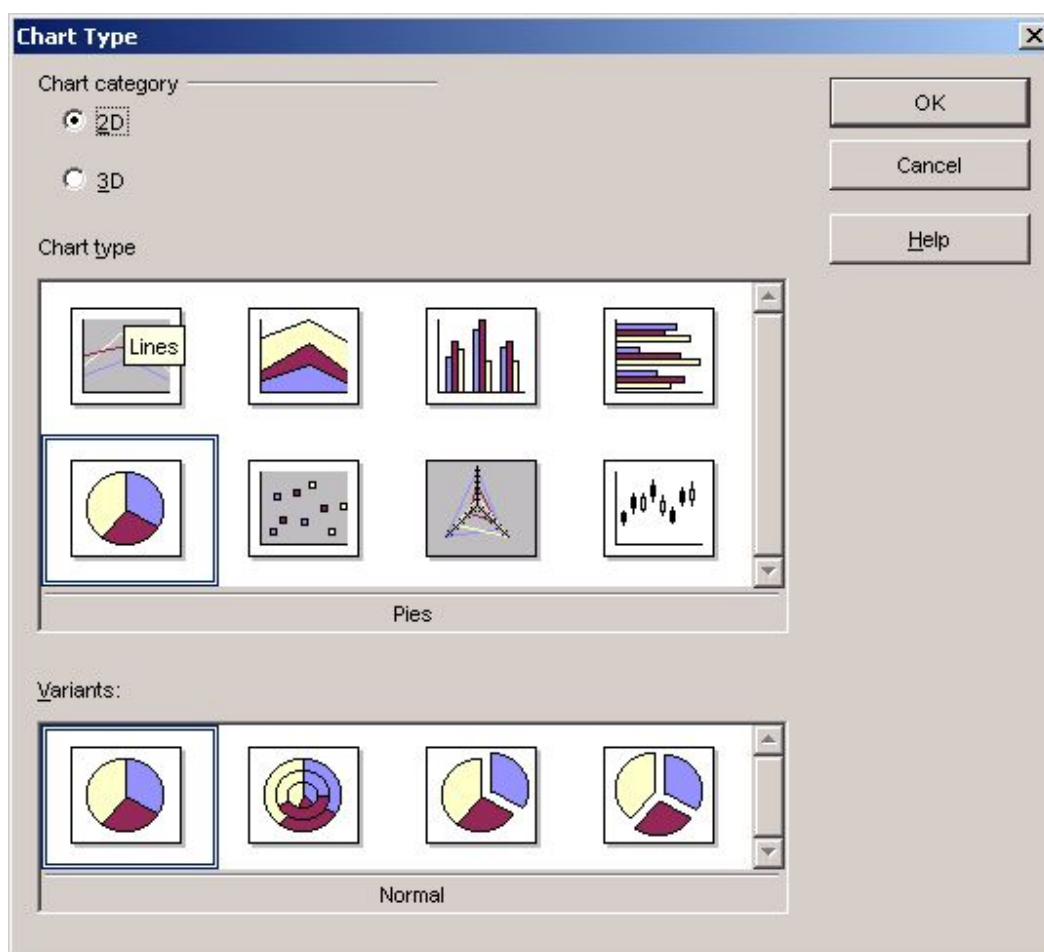 Chart Type
Chart category
OK
2D
Cancel
3D
Help
Chart type
Lines
Pies
Variants:
Normal